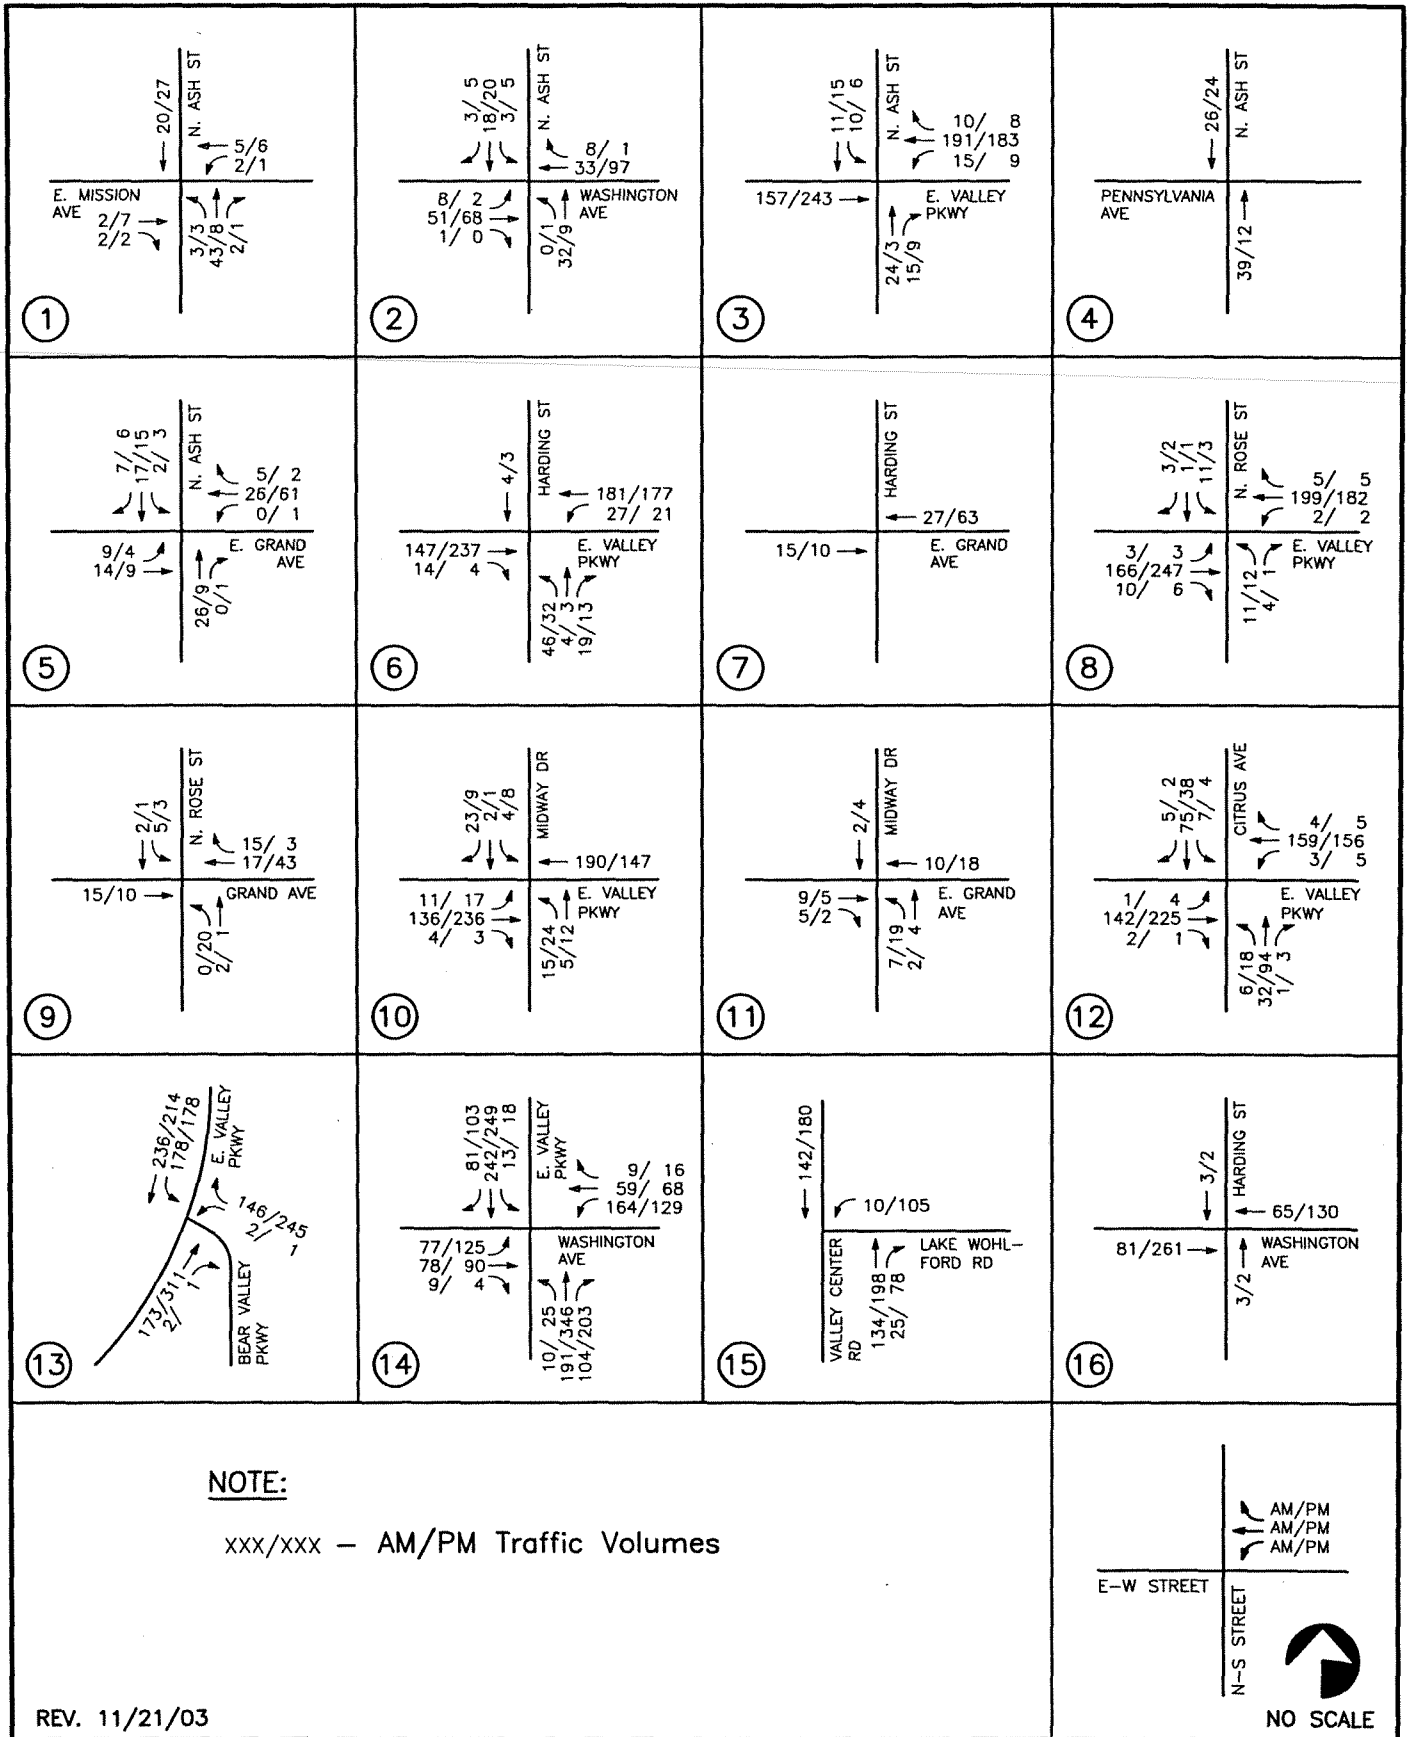 20/27
N. ASH ST
5/6
2/1
E. MISSION
AVE
2/7
2/2
3/3
43/8
2/1
1
3/ 5
18/20
3/ 5
N. ASH ST
8/ 1
33/97
8/ 2
51/68
1/ 0
WASHINGTON
AVE
0/1
32/9
2
11/15
10/ 6
N. ASH ST
10/ 8
191/183
15/ 9
157/243
E. VALLEY
PKWY
24/3
15/9
3
26/24
N. ASH ST
PENNSYLVANIA
AVE
39/12
4
7/ 6
17/15
2/ 3
N. ASH ST
5/ 2
26/61
0/ 1
9/4
14/9
E. GRAND
AVE
26/9
0/1
5
4/3
HARDING ST
181/177
27/ 21
147/237
14/ 4
E. VALLEY
PKWY
46/32
4/ 3
19/13
6
HARDING ST
27/63
15/10
E. GRAND
AVE
7
3/2
1/1
11/3
N. ROSE ST
5/ 5
199/182
2/ 2
3/ 3
166/247
10/ 6
E. VALLEY
PKWY
11/12
4/ 1
8
2/1
5/3
N. ROSE ST
15/ 3
17/43
15/10
GRAND AVE
0/20
2/ 1
9
23/9
2/1
4/8
MIDWAY DR
190/147
11/ 17
136/236
4/ 3
E. VALLEY
PKWY
15/24
5/12
10
2/4
MIDWAY DR
10/18
9/5
5/2
E. GRAND
AVE
7/19
2/ 4
11
5/ 2
75/38
7/ 4
CITRUS AVE
4/ 5
159/156
3/ 5
1/ 4
142/225
2/ 1
E. VALLEY
PKWY
6/18
32/94
1/ 3
12
236/214
178/178
E. VALLEY
PKWY
146/245
2/ 1
173/311
2/ 1
BEAR VALLEY
PKWY
13
81/103
242/249
13/ 18
E. VALLEY
PKWY
9/ 16
59/ 68
164/129
77/125
78/ 90
9/ 4
WASHINGTON
AVE
10/ 25
191/346
104/203
14
142/180
10/105
VALLEY CENTER
RD
134/198
25/ 78
LAKE WOHL-
FORD RD
15
3/2
HARDING ST
65/130
81/261
WASHINGTON
AVE
3/2
16
NOTE:
xxx/xxx – AM/PM Traffic Volumes
AM/PM
AM/PM
AM/PM
E-W STREET
N-S STREET
NO SCALE
REV. 11/21/03